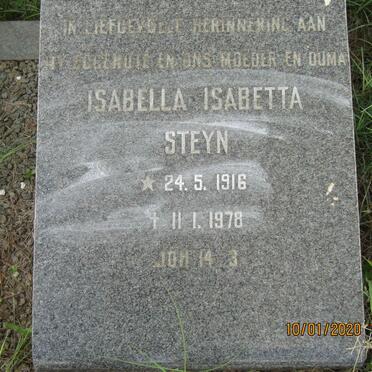 IN LIEFDEVOLLE HERINNERING AAN
MY EGGENOTE EN ONS MOEDER EN OUMA
ISABELLA ISABETTA
STEYN
★ 24. 5. 1916
† 11 1. 1978
JOH 14 3
10/01/2020